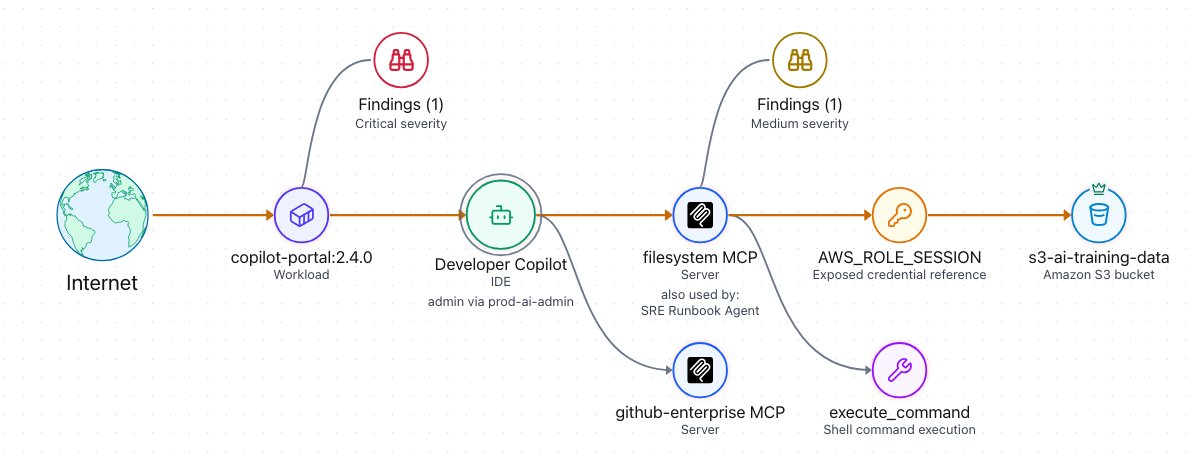 Findings (1)
Critical severity
Findings (1)
Medium severity
Internet
copilot-portal:2.4.0
Workload
Developer Copilot
IDE
admin via prod-ai-admin
filesystem MCP
Server
also used by:
SRE Runbook Agent
AWS_ROLE_SESSION
Exposed credential reference
s3-ai-training-data
Amazon S3 bucket
github-enterprise MCP
Server
execute_command
Shell command execution